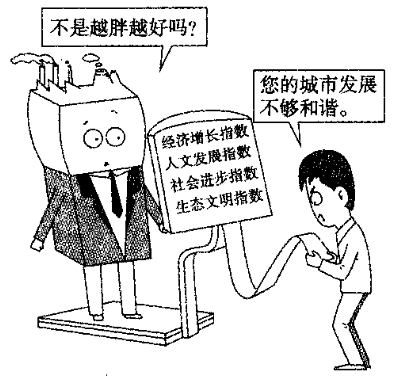 不是越胖越好吗?
您的城市发展
不够和谐。
经济增长指数
人文发展指数
社会进步指数
生态文明指数